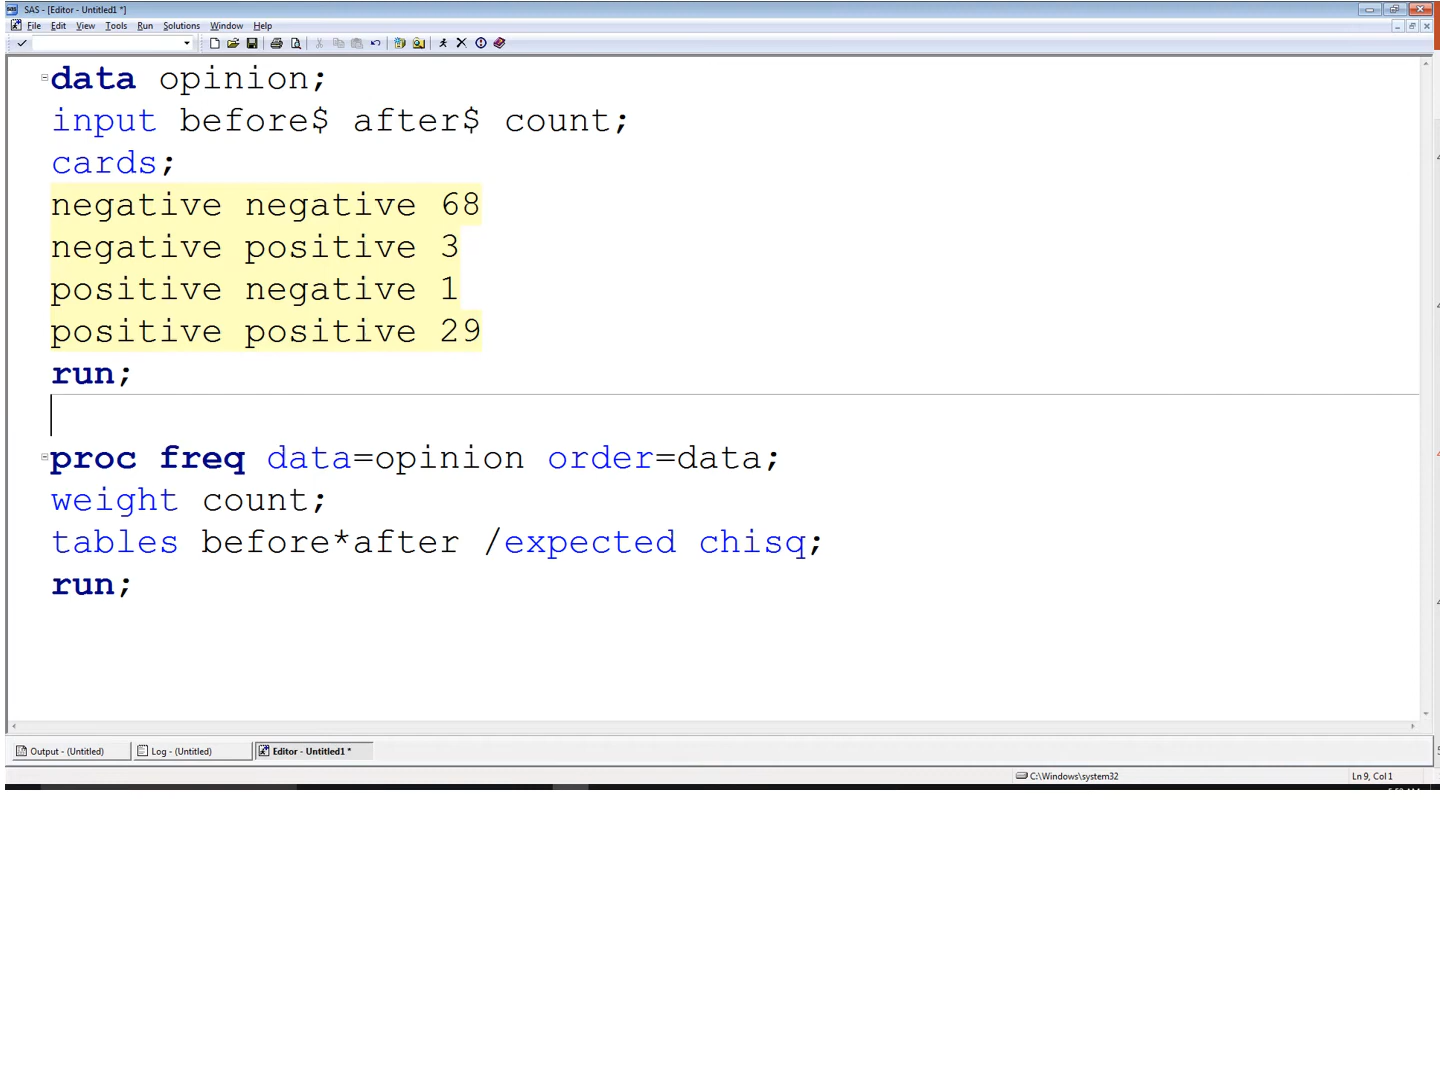 SAS - [Editor - Untitled1 *]
File Edit View Tools Run Solutions Window Help
data opinion;
input before$ after$ count;
cards;
negative negative 68
negative positive 3
positive negative 1
positive positive 29
run;
proc freq data=opinion order=data;
weight count;
tables before*after /expected chisq;
run;
Output - (Untitled) Log - (Untitled) Editor - Untitled1 *
C:\Windows\system32 Ln 9, Col 1